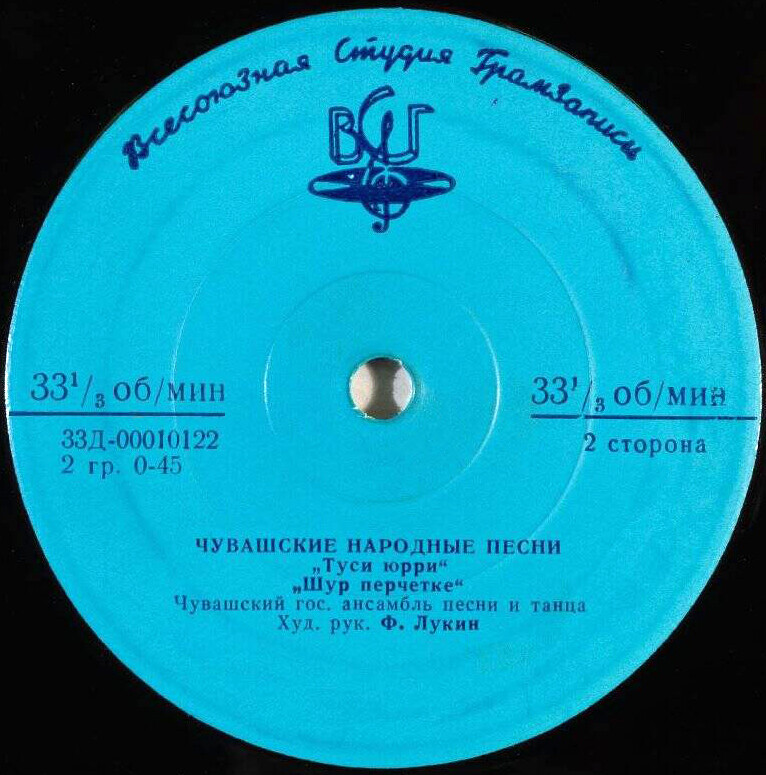 Всесоюзная Студия Грамзаписи
ВСГ
33¹/₃ об/мин
33Д-00010122
2 гр. 0-45
33¹/₃ об/мин
2 сторона
ЧУВАШСКИЕ НАРОДНЫЕ ПЕСНИ
„Туси юрри“
„Шур перчетке“
Чувашский гос. ансамбль песни и танца
Худ. рук. Ф. Лукин